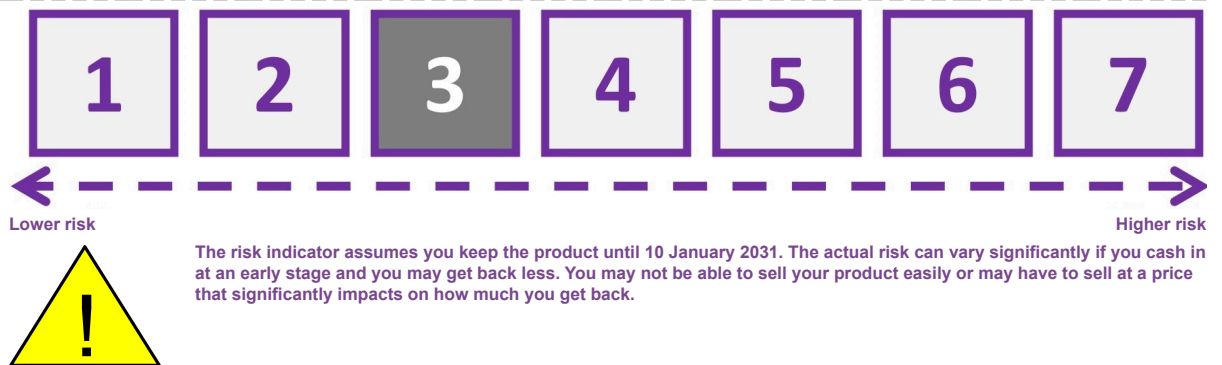 1 2 3 4 5 6 7
Lower risk Higher risk
The risk indicator assumes you keep the product until 10 January 2031. The actual risk can vary significantly if you cash in
at an early stage and you may get back less. You may not be able to sell your product easily or may have to sell at a price
that significantly impacts on how much you get back.
!